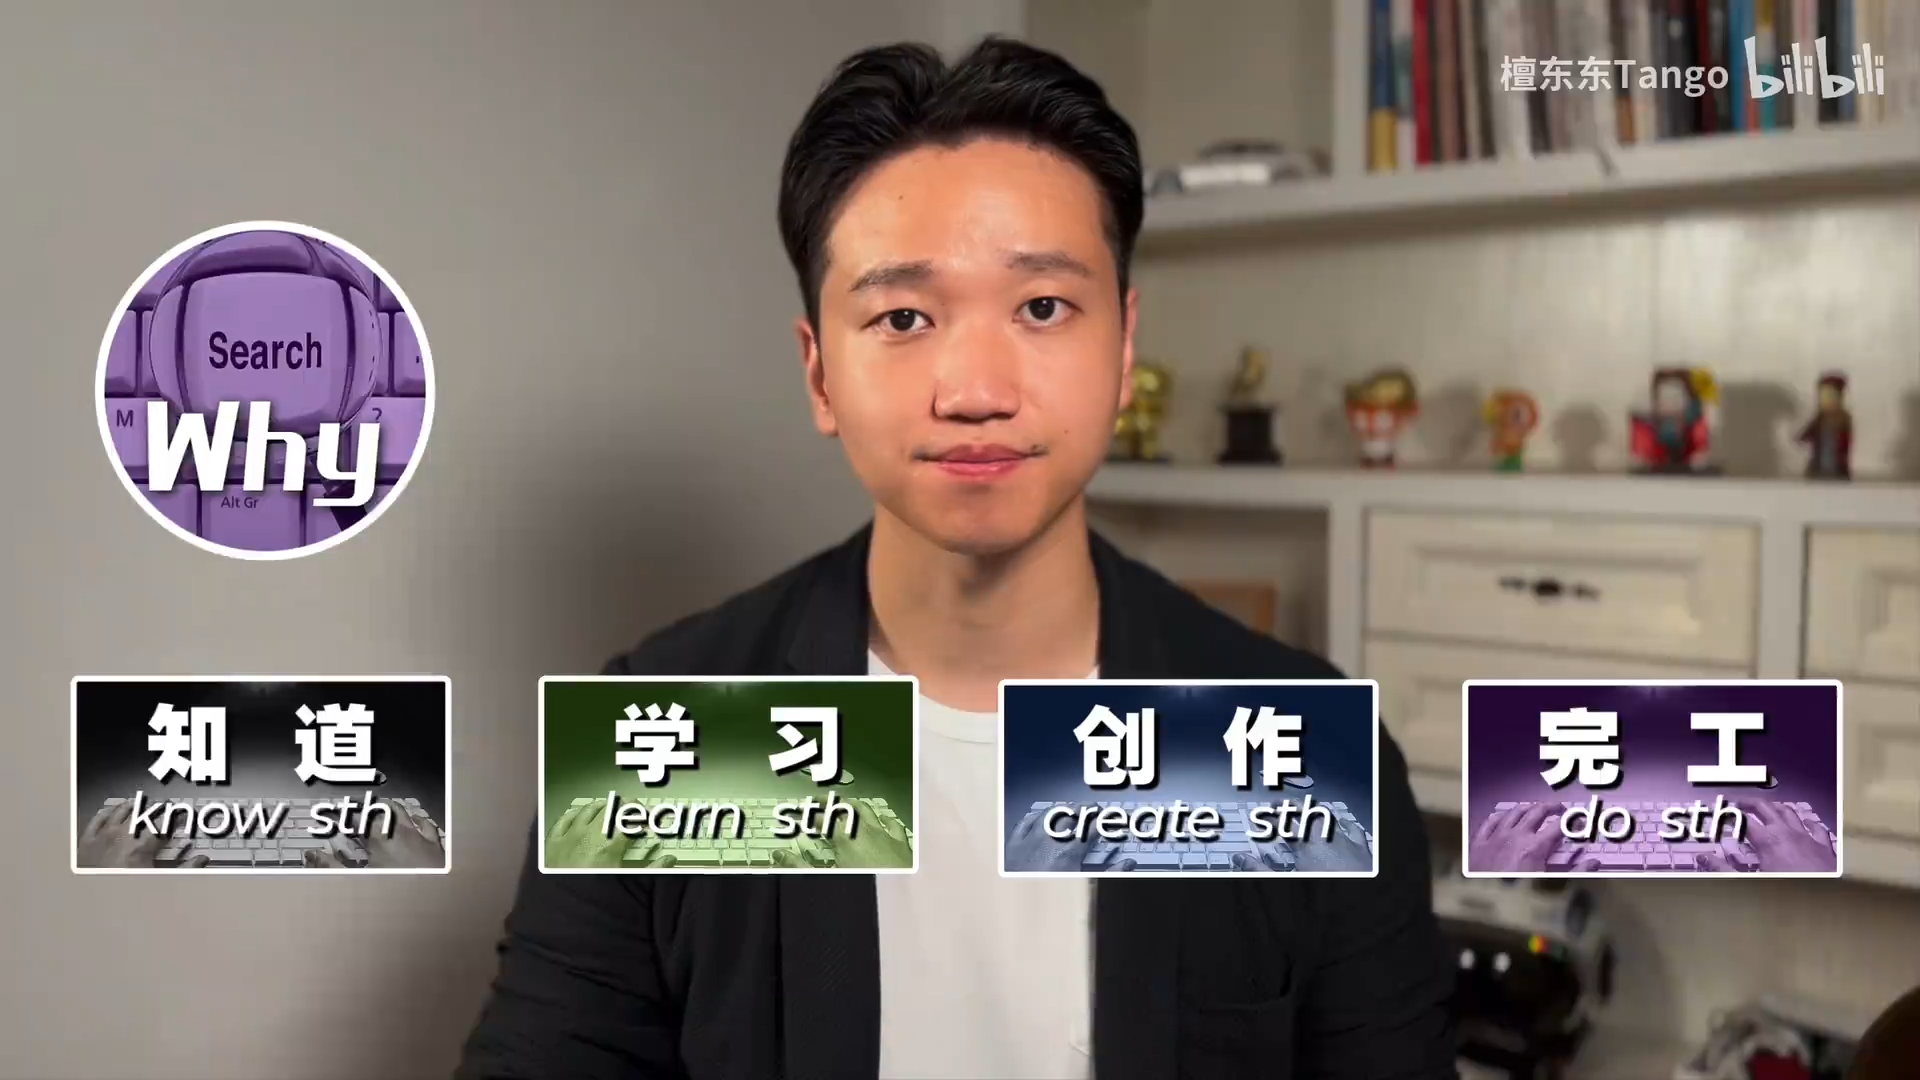 檀东东Tango bilibili
Search
M
?
Why
Alt Gr
知道
know sth
学习
learn sth
创作
create sth
完工
do sth